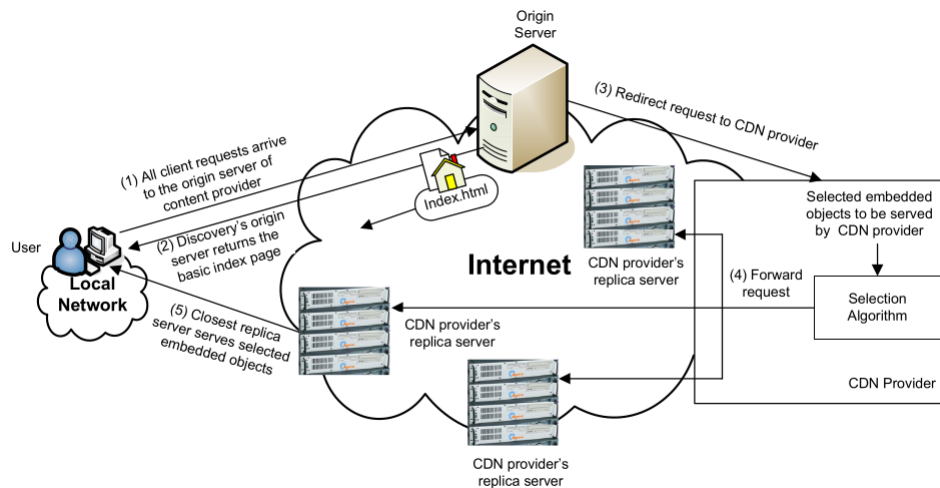 Origin
Server
(3) Redirect request to CDN provider
(1) All client requests arrive
to the origin server of
content provider
Index.html
(2) Discovery's origin
server returns the
basic index page
User
Local
Network
Internet
CDN provider's
replica server
Selected embedded
objects to be served
by CDN provider
(4) Forward
request
Selection
Algorithm
CDN provider's
replica server
(5) Closest replica
server serves selected
embedded objects
CDN Provider
CDN provider's
replica server